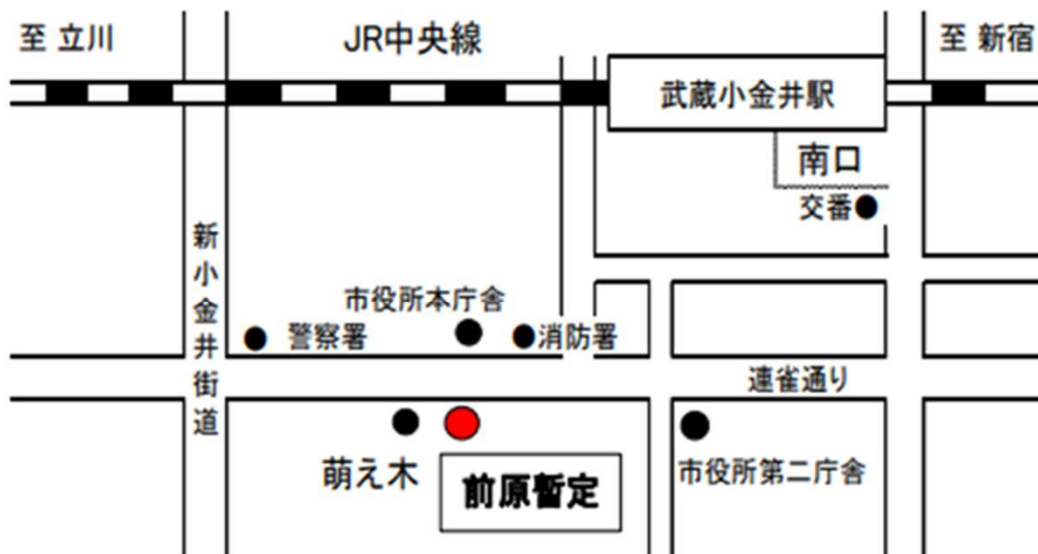 至 立川
JR中央線
至 新宿
武蔵小金井駅
南口
交番
新小金井街道
市役所本庁舎
警察署
消防署
連雀通り
萌え木
前原暫定
市役所第二庁舎